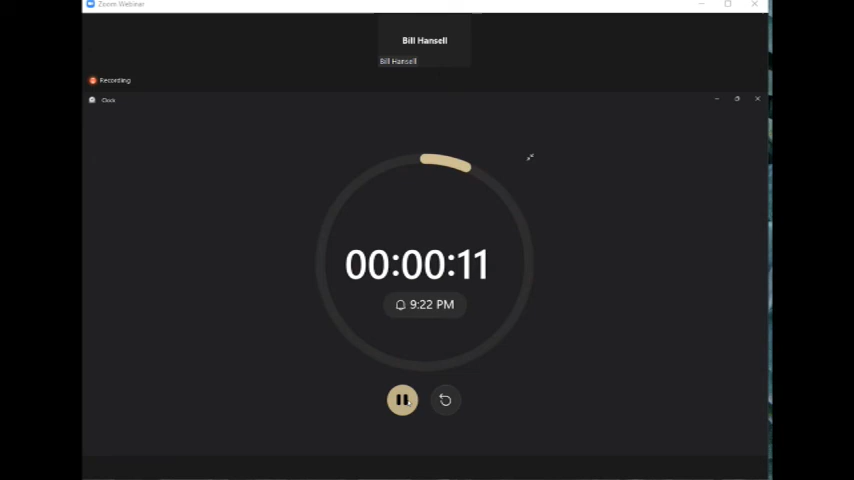 Zoom Webinar
Bill Hansell
Bill Hansell
Recording
Clock
00:00:11
9:22 PM